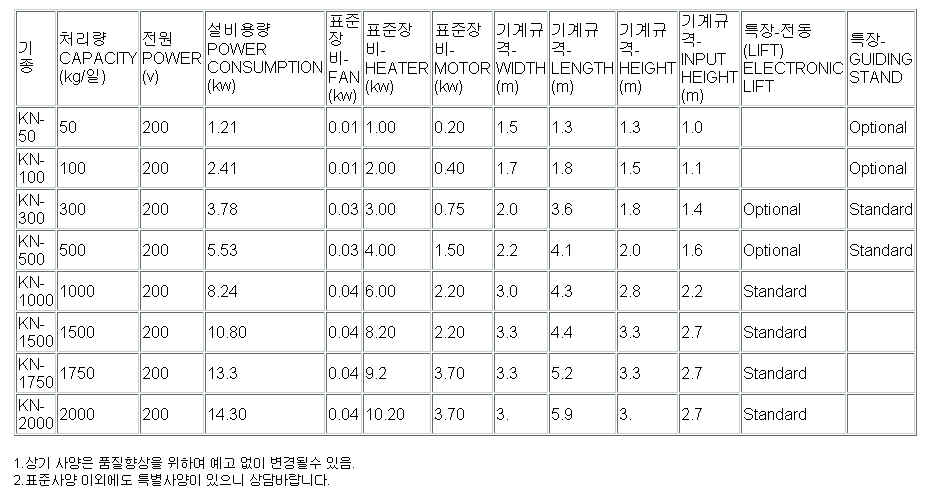 기종 처리량 CAPACITY (kg/일) 전원 POWER (v) 설비용량 POWER CONSUMPTION (kw) 표준장비-FAN (kw) 표준장비-HEATER (kw) 표준장비-MOTOR (kw) 기계규격-WIDTH (m) 기계규격-LENGTH (m) 기계규격-HEIGHT (m) 기계규격-INPUT HEIGHT (m) 특장-전동 (LIFT) ELECTRONIC LIFT 특장-GUIDING STAND
KN-50 50 200 1.21 0.01 1.00 0.20 1.5 1.3 1.3 1.0 Optional
KN-100 100 200 2.41 0.01 2.00 0.40 1.7 1.8 1.5 1.1 Optional
KN-300 300 200 3.78 0.03 3.00 0.75 2.0 3.6 1.8 1.4 Optional Standard
KN-500 500 200 5.53 0.03 4.00 1.50 2.2 4.1 2.0 1.6 Optional Standard
KN-1000 1000 200 8.24 0.04 6.00 2.20 3.0 4.3 2.8 2.2 Standard
KN-1500 1500 200 10.80 0.04 8.20 2.20 3.3 4.4 3.3 2.7 Standard
KN-1750 1750 200 13.3 0.04 9.2 3.70 3.3 5.2 3.3 2.7 Standard
KN-2000 2000 200 14.30 0.04 10.20 3.70 3. 5.9 3. 2.7 Standard
1.상기 사양은 품질향상을 위하여 예고 없이 변경될수 있음.
2.표준사양 이외에도 특별사양이 있으니 상담바랍니다.